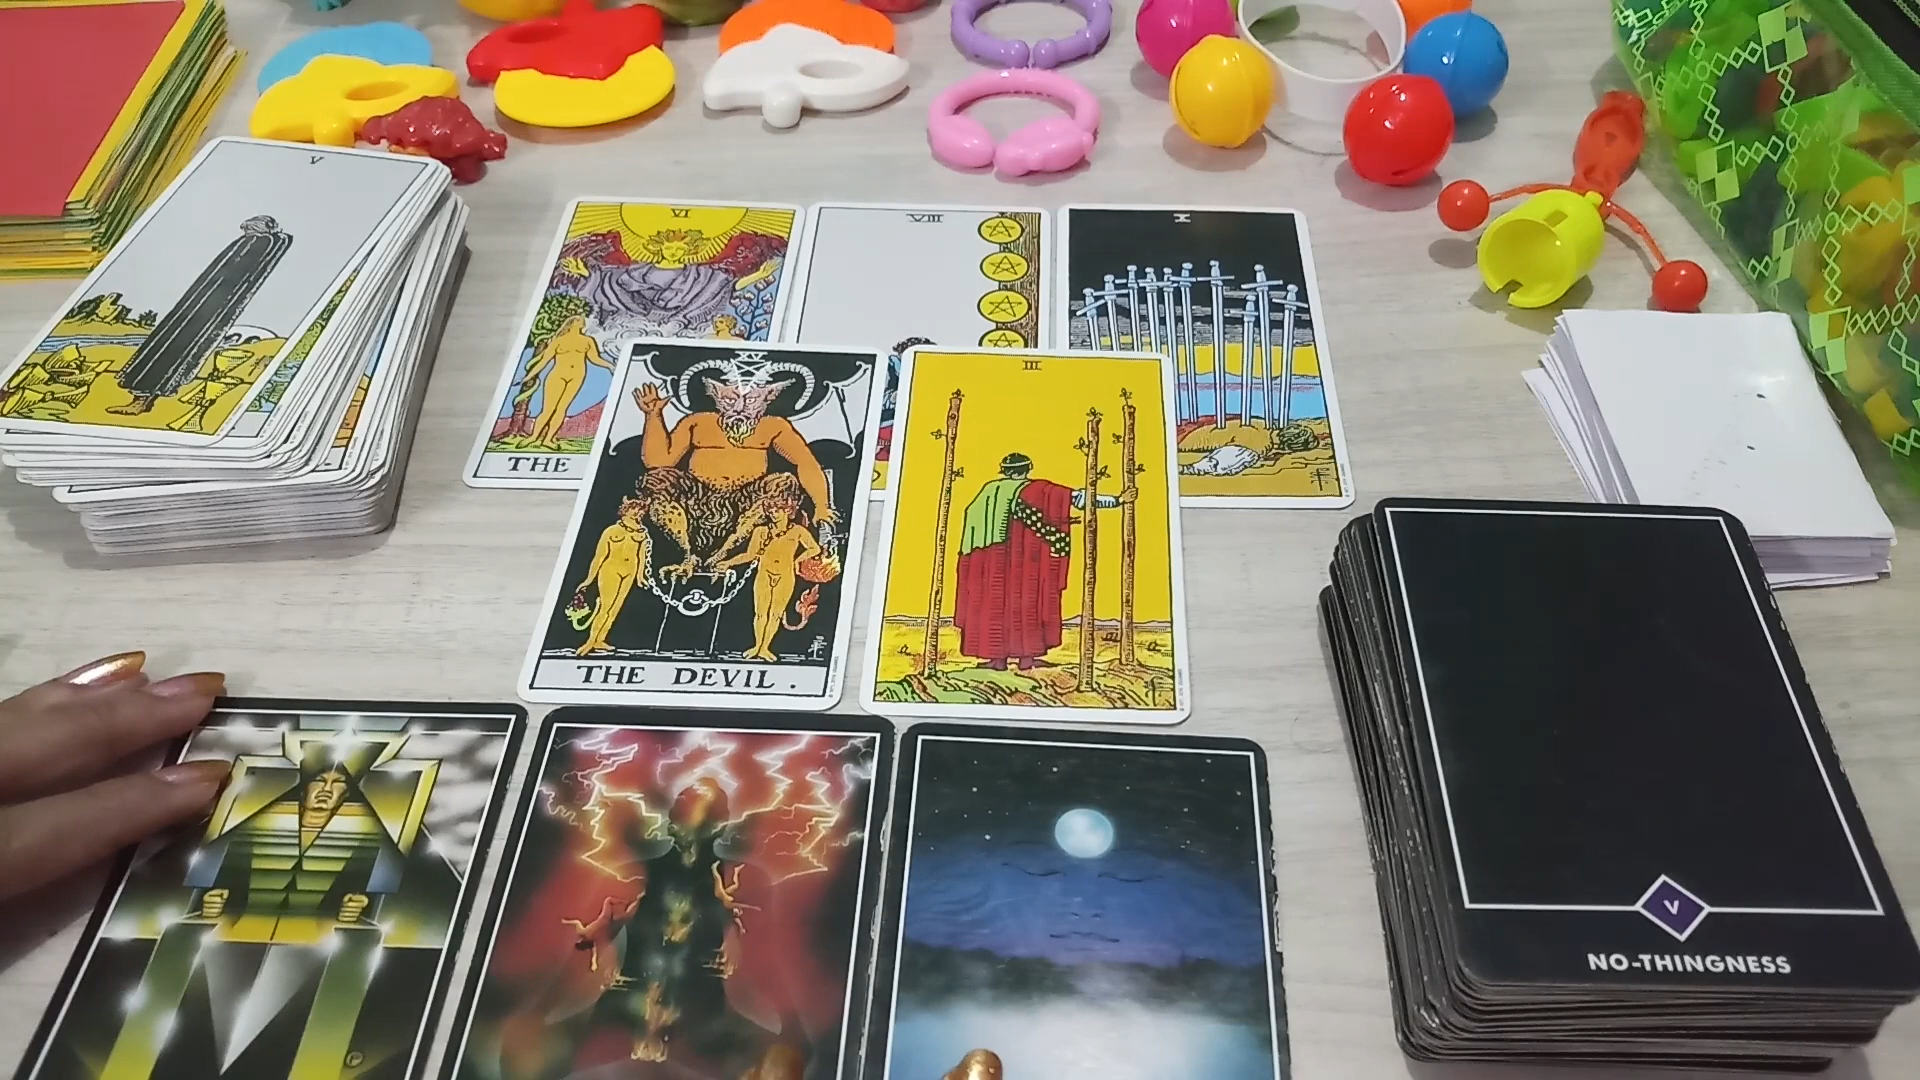 V
VI
VIII
X
THE
XV
III
THE DEVIL.
V
NO-THINGNESS